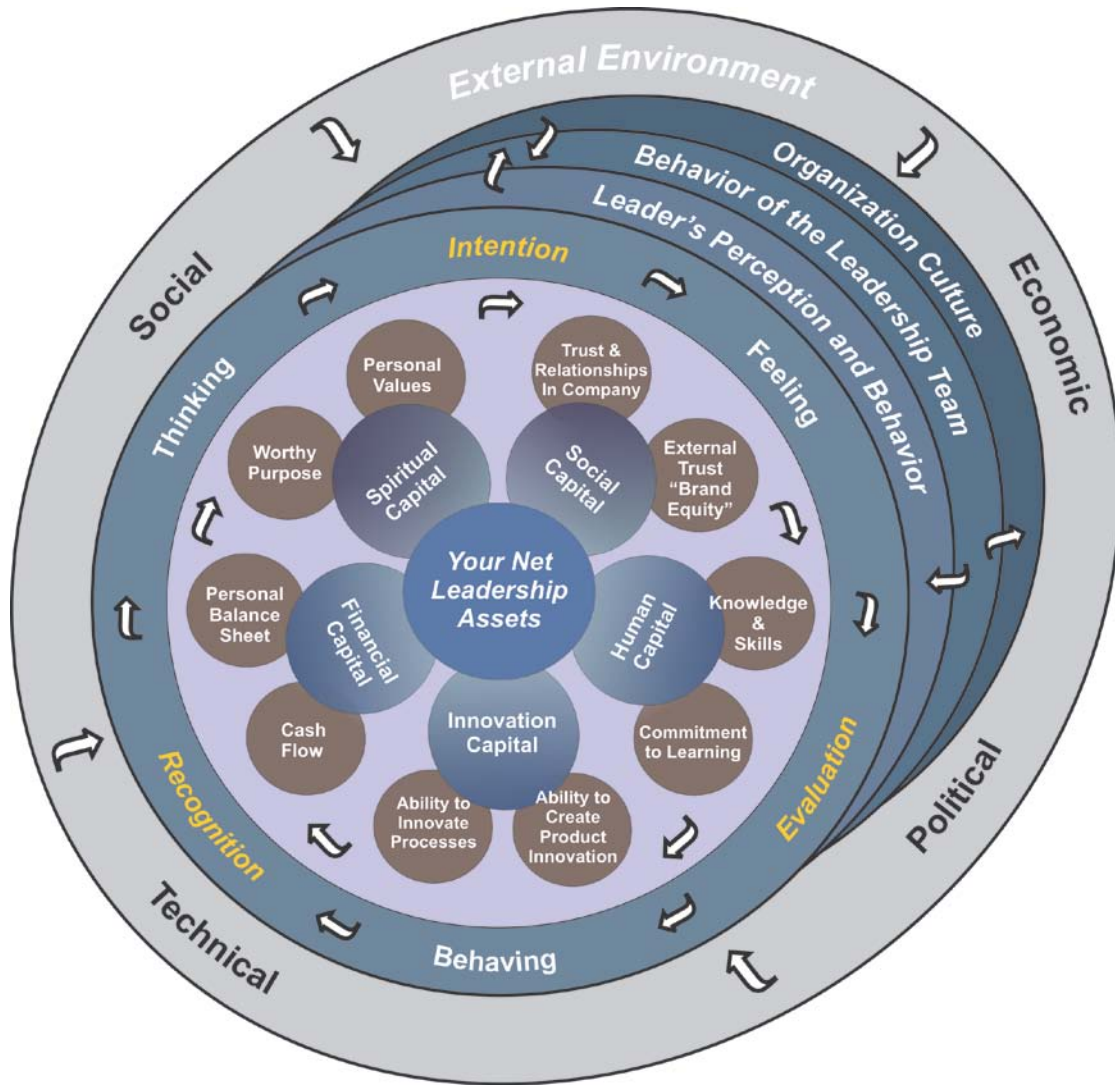 External Environment
Organization Culture
Behavior of the Leadership Team
Leader's Perception and Behavior
Social
Economic
Political
Technical
Intention
Thinking
Feeling
Evaluation
Recognition
Behaving
Personal
Values
Trust &
Relationships
In Company
Worthy
Purpose
Spiritual
Capital
Social
Capital
External
Trust
“Brand
Equity”
Your Net
Leadership
Assets
Personal
Balance
Sheet
Financial
Capital
Human
Capital
Knowledge
&
Skills
Cash
Flow
Innovation
Capital
Commitment
to Learning
Ability to
Innovate
Processes
Ability to
Create
Product
Innovation